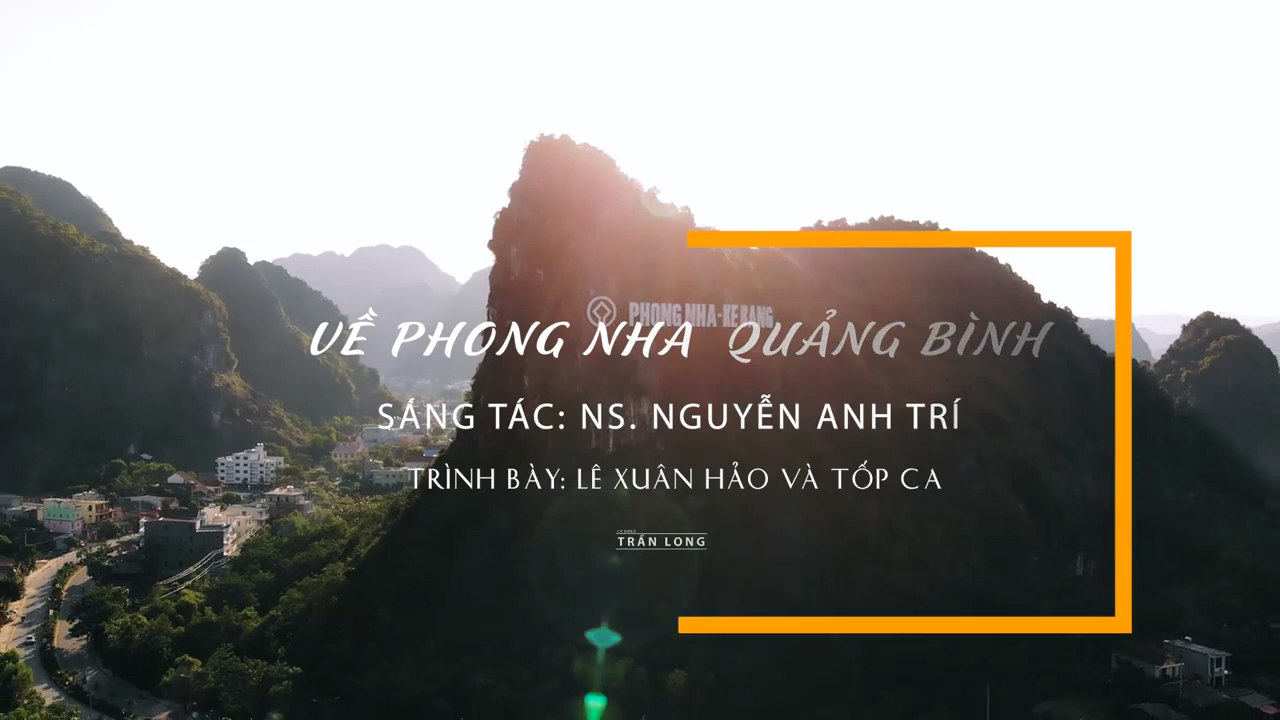 PHONG NHA-KE BANG
VỀ PHONG NHA QUẢNG BÌNH
SÁNG TÁC: NS. NGUYỄN ANH TRÍ
TRÌNH BÀY: LÊ XUÂN HẢO VÀ TỐP CA
TRẦN LONG